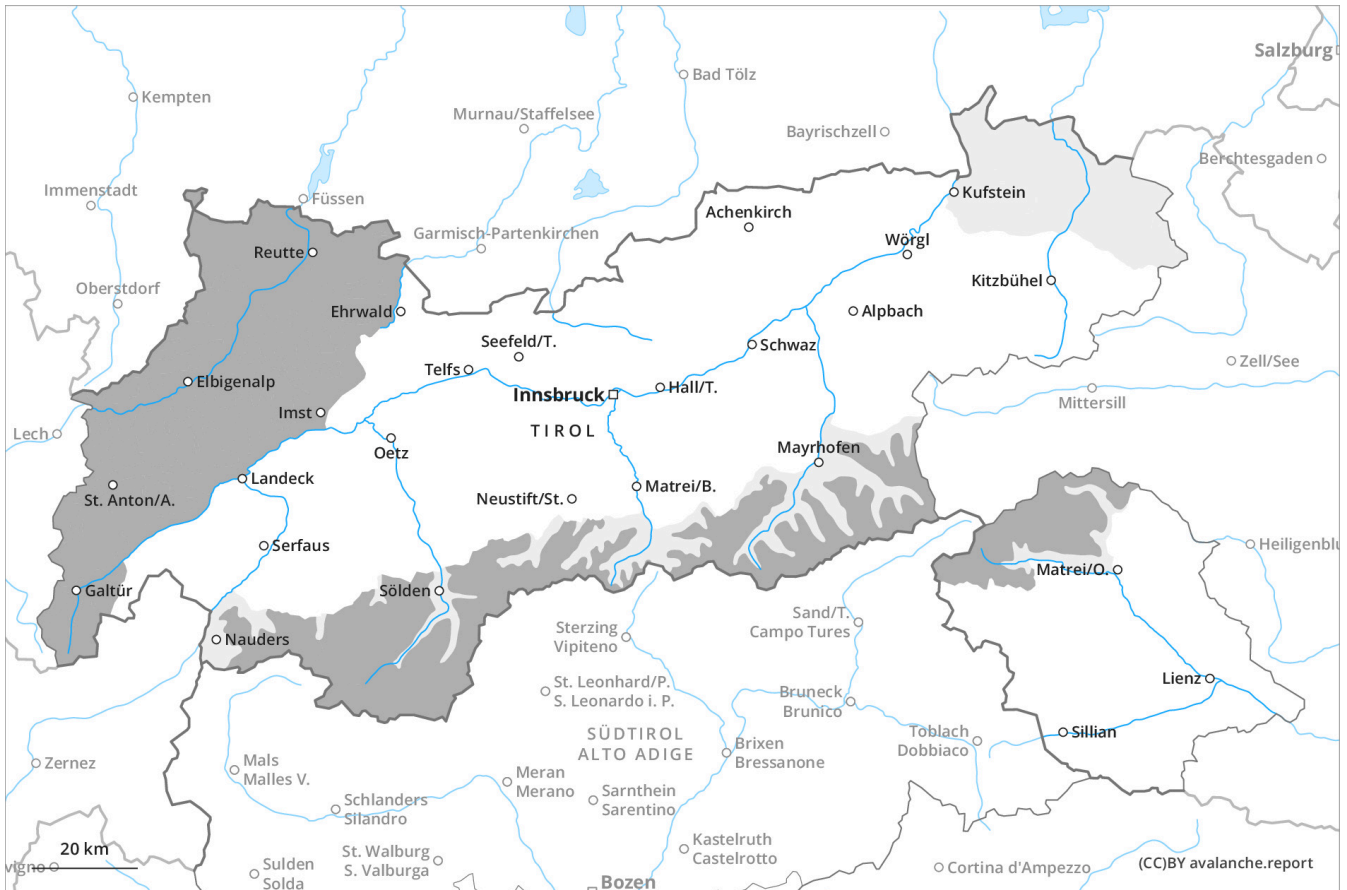 Salzburg
Bad Tölz
Kempten
Murnau/Staffelsee
Bayrischzell
Berchtesgaden
Immenstadt
Füssen
Kufstein
Achenkirch
Garmisch-Partenkirchen
Wörgl
Reutte
Kitzbühel
Oberstdorf
Ehrwald
Alpbach
Seefeld/T.
Schwaz
Zell/See
Telfs
Elbigenalp
Hall/T.
Innsbruck
Mittersill
Imst
TIROL
Lech
Oetz
Mayrhofen
Landeck
St. Anton/A.
Neustift/St.
Matrei/B.
Serfaus
Heiligenblu
Matrei/O.
Galtür
Sölden
Sand/T.
Campo Tures
Sterzing
Vipiteno
Nauders
Lienz
St. Leonhard/P.
S. Leonardo i. P.
Bruneck
Brunico
SÜDTIROL
ALTO ADIGE
Toblach
Dobbiaco
Sillian
Brixen
Bressanone
Zernez
Mals
Malles V.
Meran
Merano
Sarnthein
Sarentino
Schlanders
Silandro
Kastelruth
Castelrotto
20 km
St. Walburg
S. Valburga
vigno
Sulden
Solda
Cortina d'Ampezzo
(CC)BY avalanche.report
Bozen